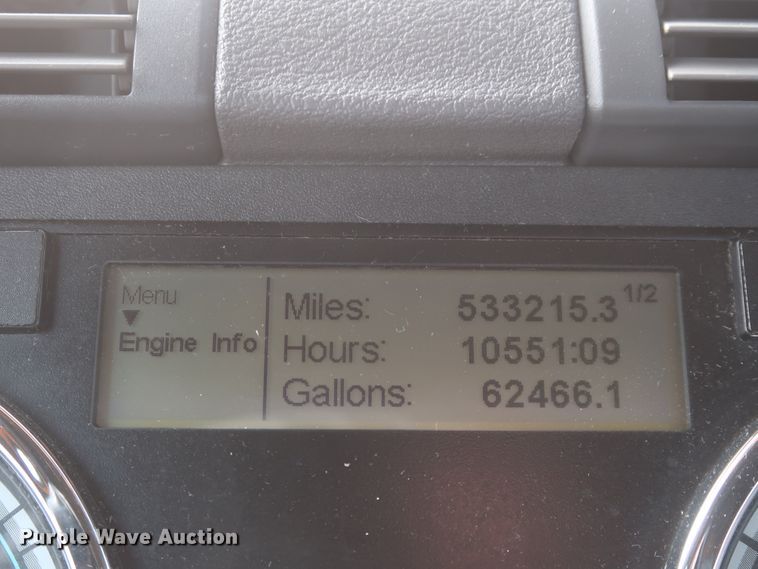 Menu
Engine Info
Miles: 533215.3
1/2
Hours: 10551:09
Gallons: 62466.1
Purple Wave Auction